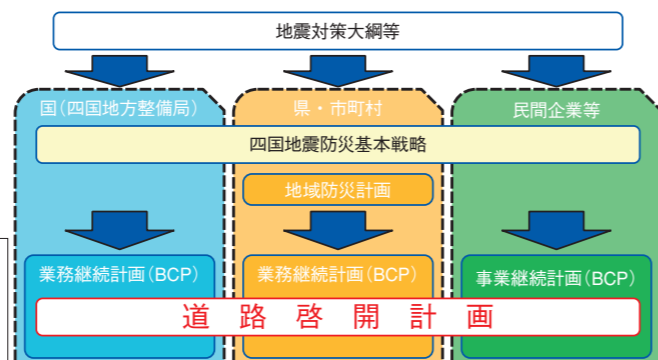 地震対策大綱等
国(四国地方整備局)
県・市町村
民間企業等
四国地震防災基本戦略
地域防災計画
業務継続計画(BCP)
業務継続計画(BCP)
事業継続計画(BCP)
道路啓開計画